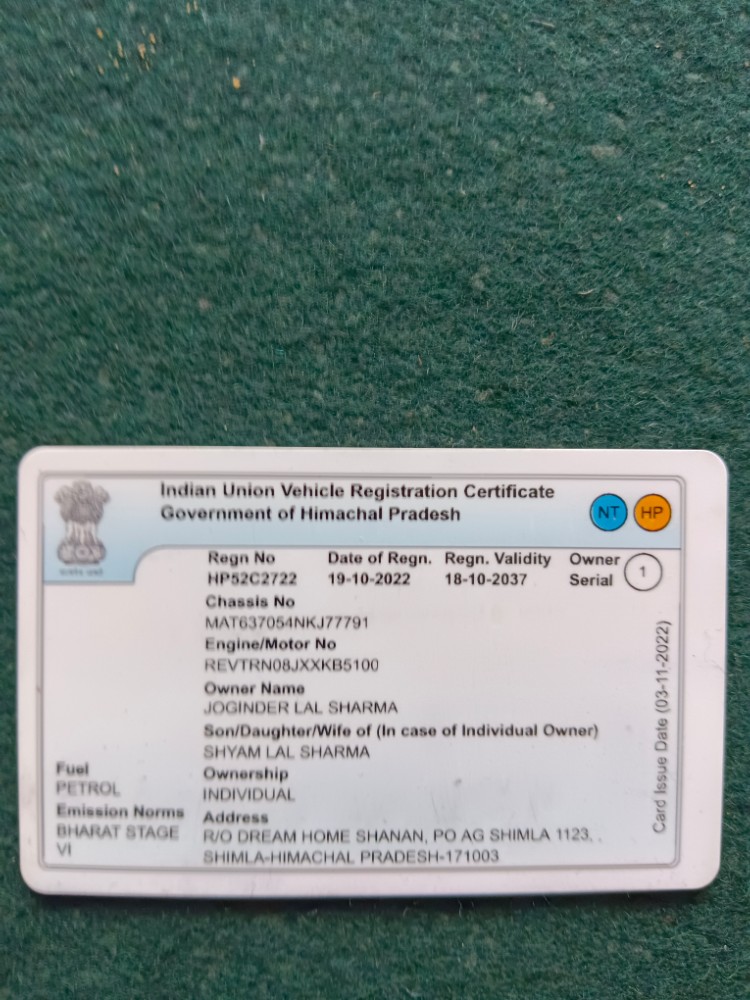 Indian Union Vehicle Registration Certificate
Government of Himachal Pradesh
NT HP
Regn No Date of Regn. Regn. Validity Owner Serial 1
HP52C2722 19-10-2022 18-10-2037
Chassis No
MAT637054NKJ77791
Engine/Motor No
REVTRN08JXXKB5100
Owner Name
JOGINDER LAL SHARMA
Son/Daughter/Wife of (In case of Individual Owner)
SHYAM LAL SHARMA
Fuel
PETROL
Ownership
INDIVIDUAL
Emission Norms
BHARAT STAGE
VI
Address
R/O DREAM HOME SHANAN, PO AG SHIMLA 1123, .
SHIMLA-HIMACHAL PRADESH-171003
Card Issue Date (03-11-2022)